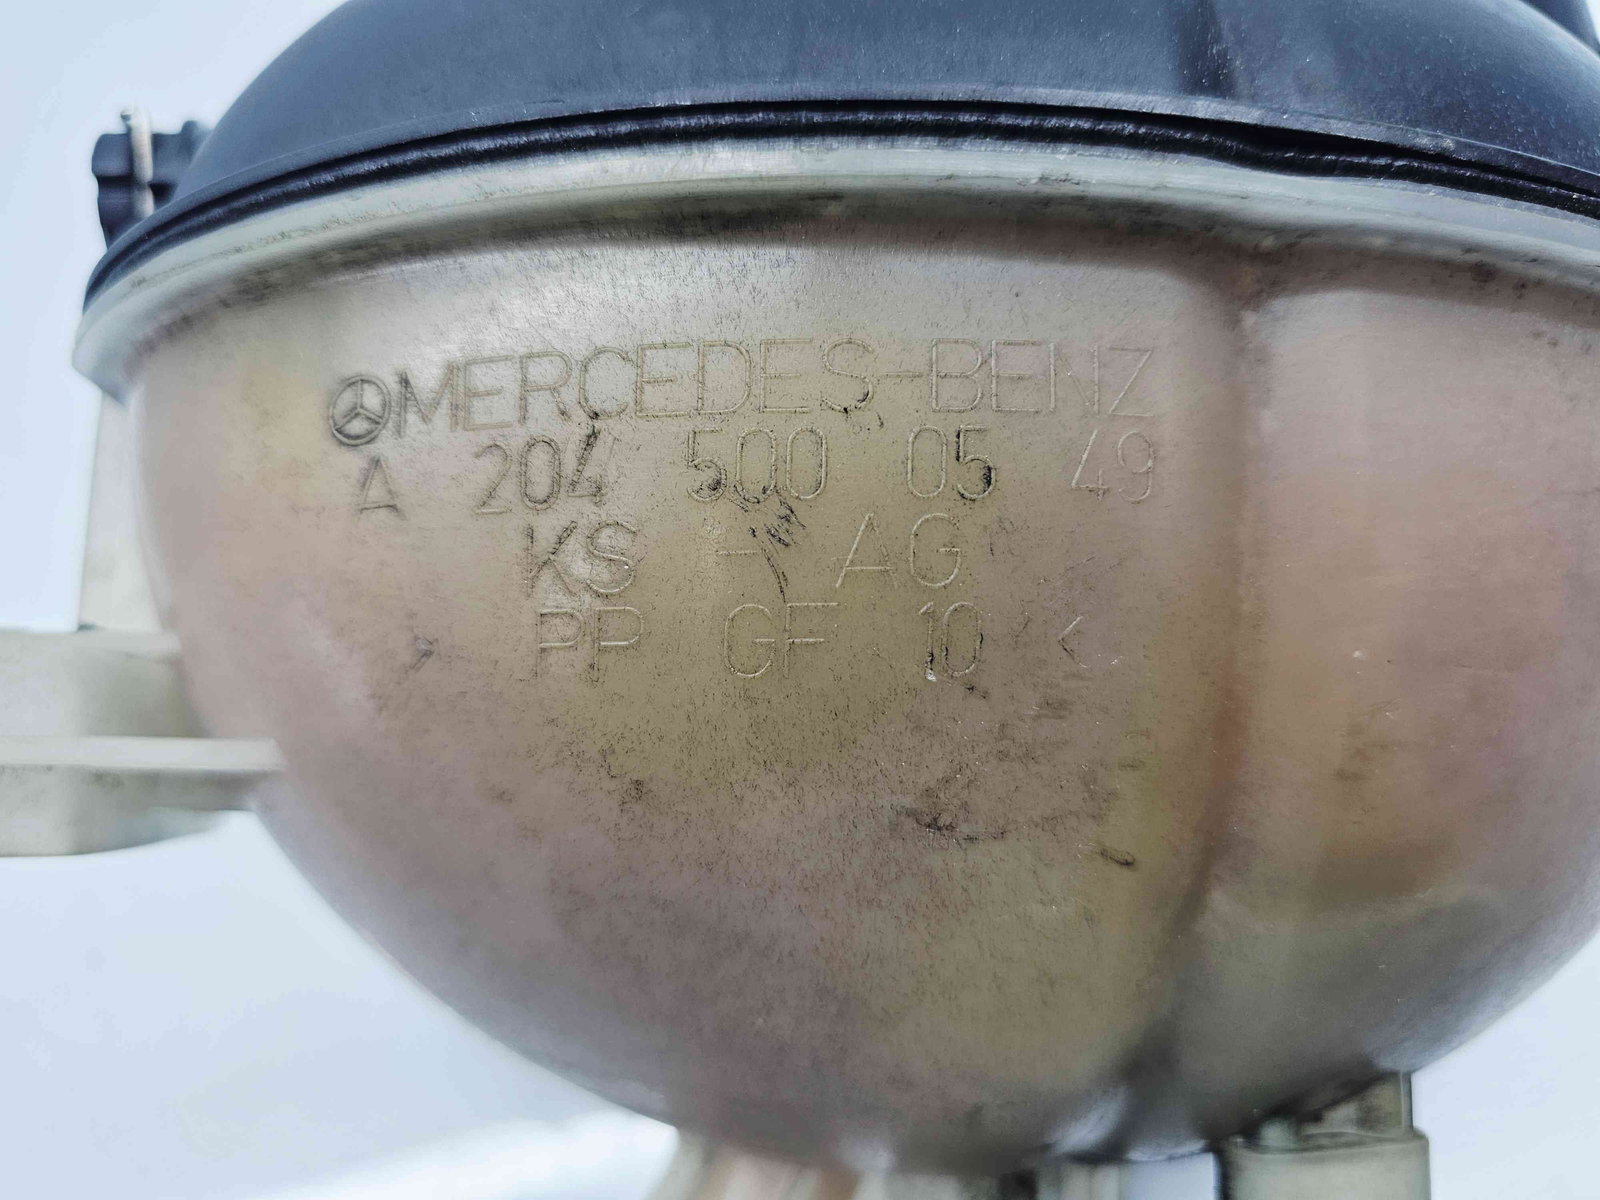 MERCEDES-BENZ
A 204 500 05 49
KS - AG
> PP GF 10 <